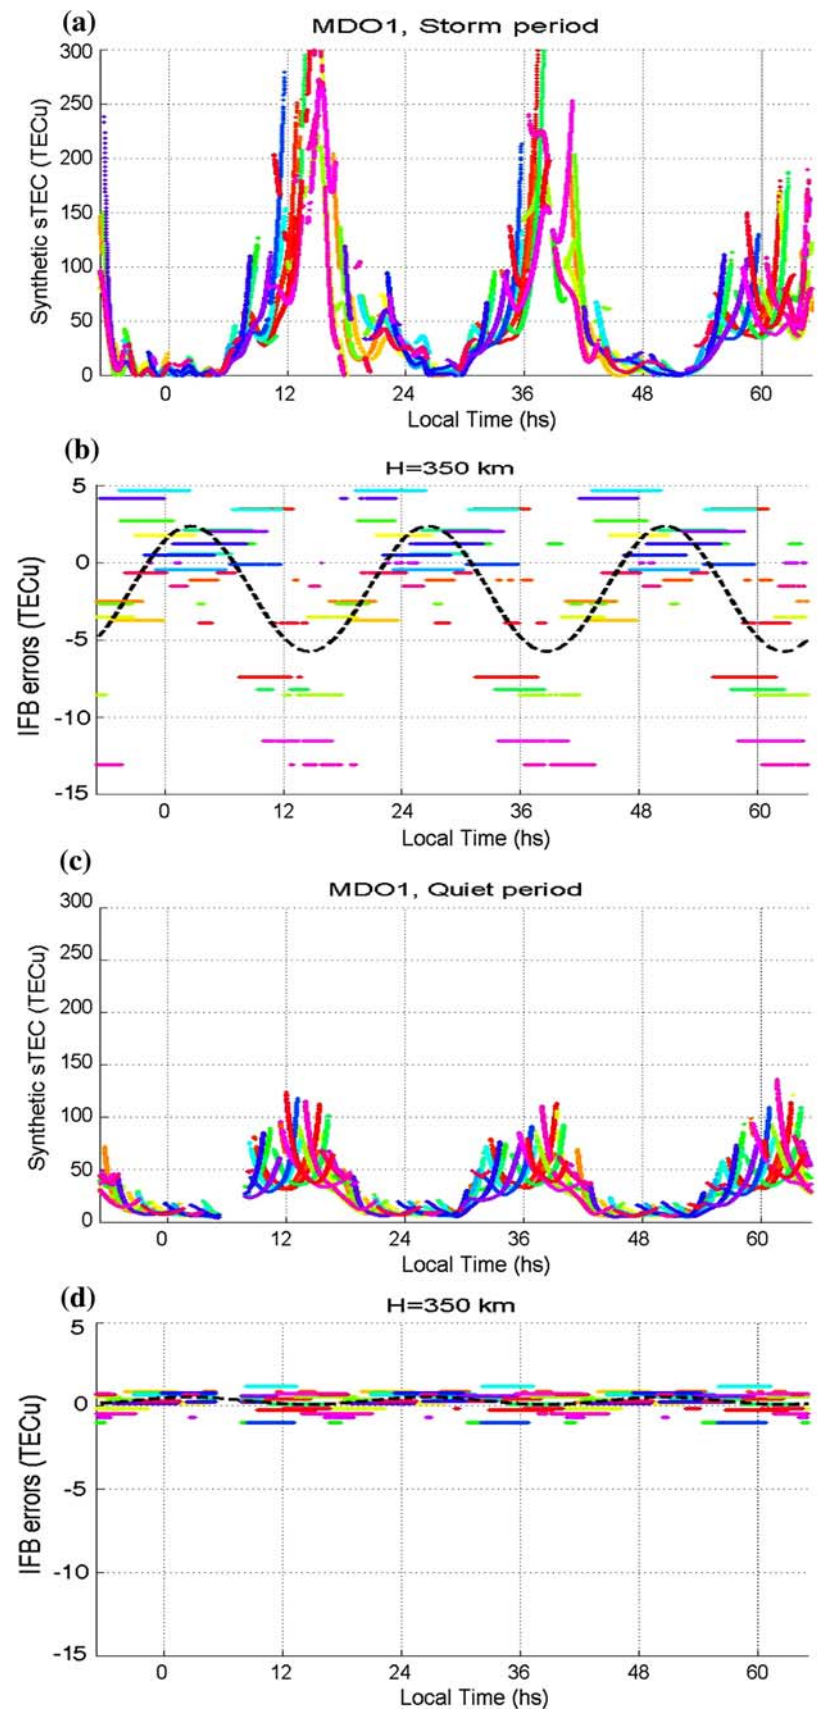 (a)
MDO1, Storm period
300
250
200
150
100
50
0
Synthetic sTEC (TECu)
0 12 24 36 48 60
Local Time (hs)
(b)
H=350 km
5
0
-5
-10
-15
IFB errors (TECu)
0 12 24 36 48 60
Local Time (hs)
(c)
MDO1, Quiet period
300
250
200
150
100
50
0
Synthetic sTEC (TECu)
0 12 24 36 48 60
Local Time (hs)
(d)
H=350 km
5
0
-5
-10
-15
IFB errors (TECu)
0 12 24 36 48 60
Local Time (hs)